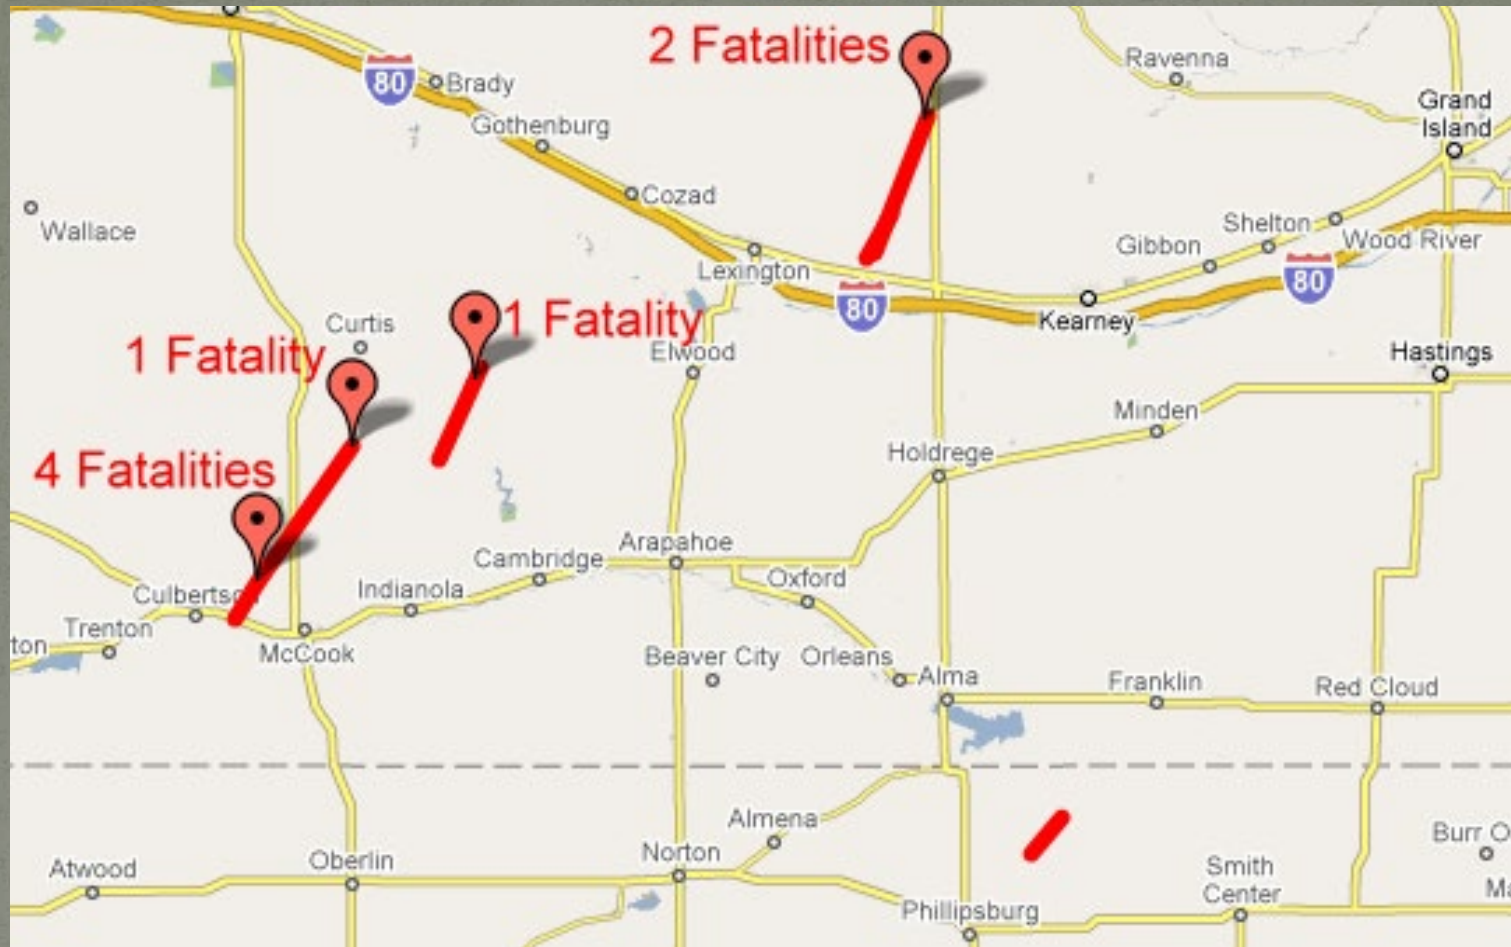 2 Fatalities
80
Brady
Ravenna
Grand
Island
Gothenburg
Cozad
Wallace
Shelton
Wood River
Gibbon
Lexington
80
80
Kearney
Curtis
1 Fatality
1 Fatality
Elwood
Hastings
Minden
4 Fatalities
Holdrege
Arapahoe
Cambridge
Oxford
Indianola
Trenton
McCook
Beaver City
Orleans
Alma
Franklin
Red Cloud
Almena
Norton
Oberlin
Atwood
Smith
Center
Phillipsburg
Burr O
Ma
ton
Culbertso